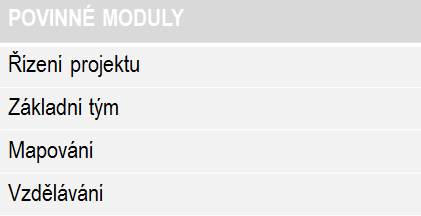 POVINNÉ MODULY
Řízení projektu
Základní tým
Mapování
Vzdělávání